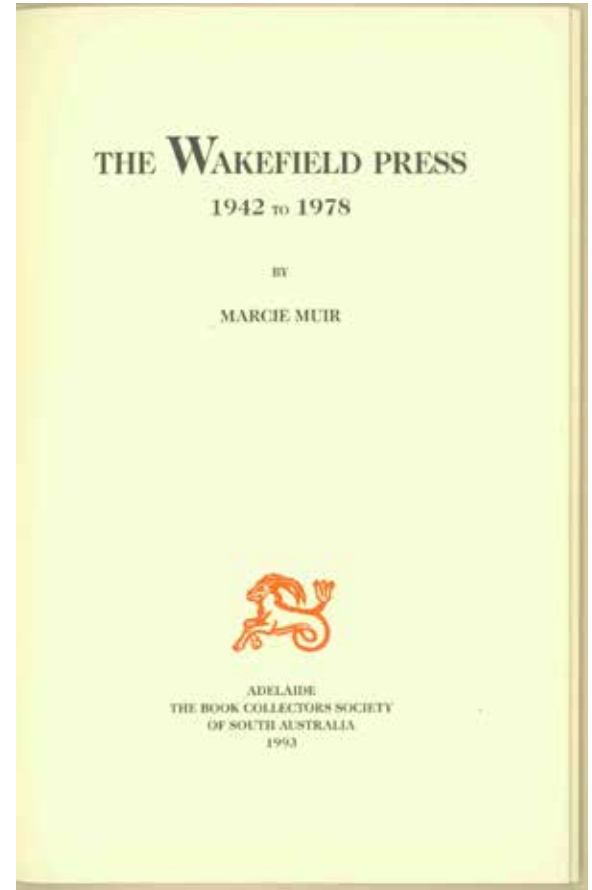 THE WAKEFIELD PRESS
1942 TO 1978
BY
MARCIE MUIR
ADELAIDE
THE BOOK COLLECTORS SOCIETY
OF SOUTH AUSTRALIA
1993